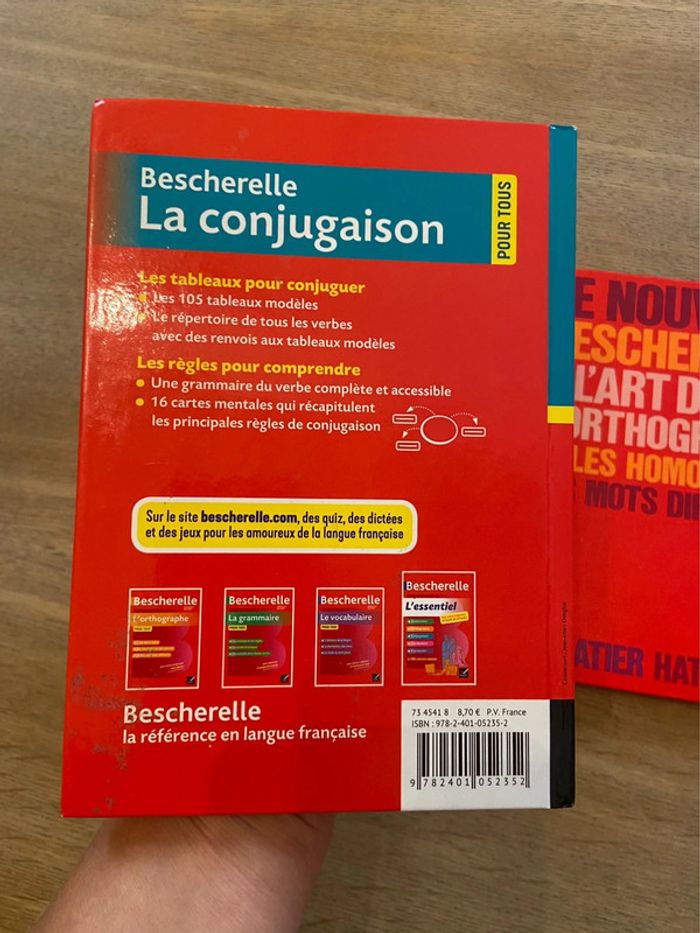 Bescherelle
La conjugaison
POUR TOUS
Les tableaux pour conjuguer
Les 105 tableaux modèles
Le répertoire de tous les verbes
avec des renvois aux tableaux modèles
Les règles pour comprendre
Une grammaire du verbe complète et accessible
16 cartes mentales qui récapitulent
les principales règles de conjugaison
Sur le site bescherelle.com, des quiz, des dictées
et des jeux pour les amoureux de la langue française
Bescherelle
L'orthographe
Bescherelle
La grammaire
Bescherelle
Le vocabulaire
Bescherelle
L'essentiel
Bescherelle
la référence en langue française
73 4541 8 8,70 € P.V. France
ISBN : 978-2-401-05235-2
9 782401 052352
E NOU
ESCHE
L'ART D
ORTHOG
LES HOMO
MOTS DI
ATIER HAT